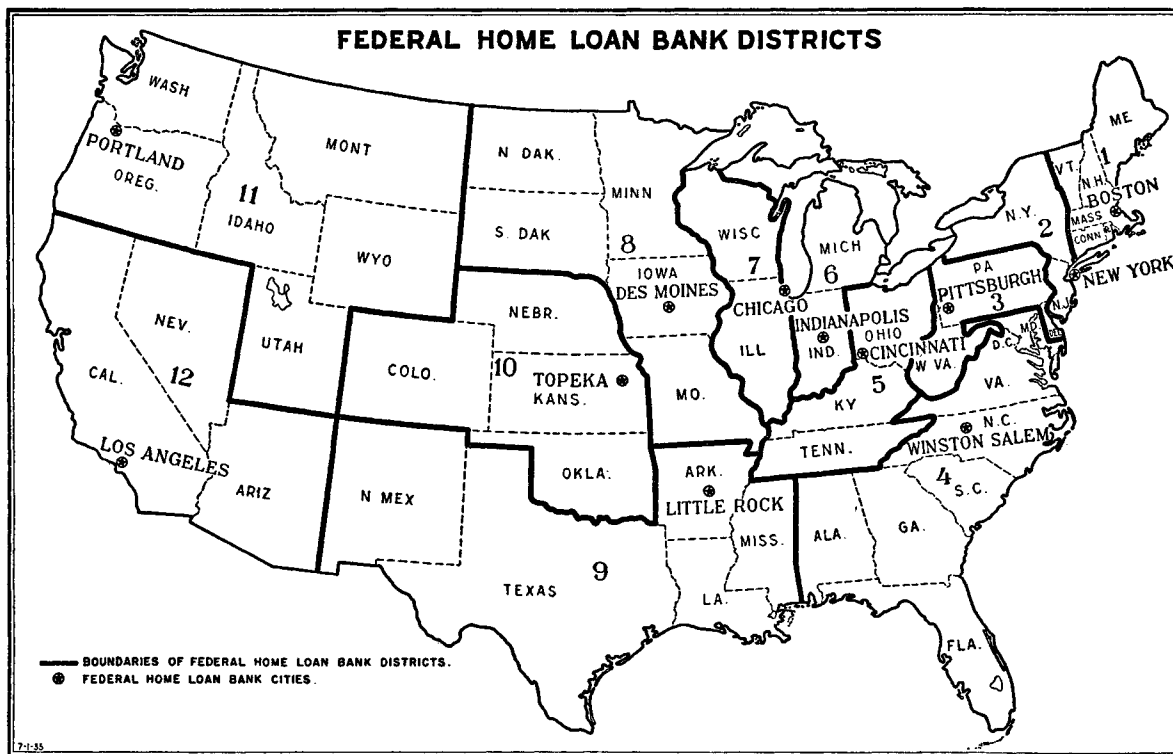 FEDERAL HOME LOAN BANK DISTRICTS
WASH
PORTLAND
OREG.
MONT
11
IDAHO
WYO
N DAK.
S. DAK
MINN
8
IOWA
DES MOINES
WISC
7
CHICAGO
ILL
MICH
6
INDIANAPOLIS
IND.
OHIO
CINCINNATI
5
KY
TENN.
W VA.
ME
1
VT.
N.H.
BOSTON
MASS
CONN
R.I.
N.Y.
2
NEW YORK
N.J.
PA
PITTSBURGH
3
DEL
MD.
D.C.
VA.
N.C.
WINSTON SALEM
4
S.C.
GA.
ALA.
FLA.
NEV.
CAL.
12
LOS ANGELES
ARIZ
UTAH
COLO.
NEBR.
10
TOPEKA
KANS.
MO.
OKLA.
ARK.
LITTLE ROCK
MISS.
LA.
N MEX
TEXAS
9
BOUNDARIES OF FEDERAL HOME LOAN BANK DISTRICTS.
FEDERAL HOME LOAN BANK CITIES.
7-1-35